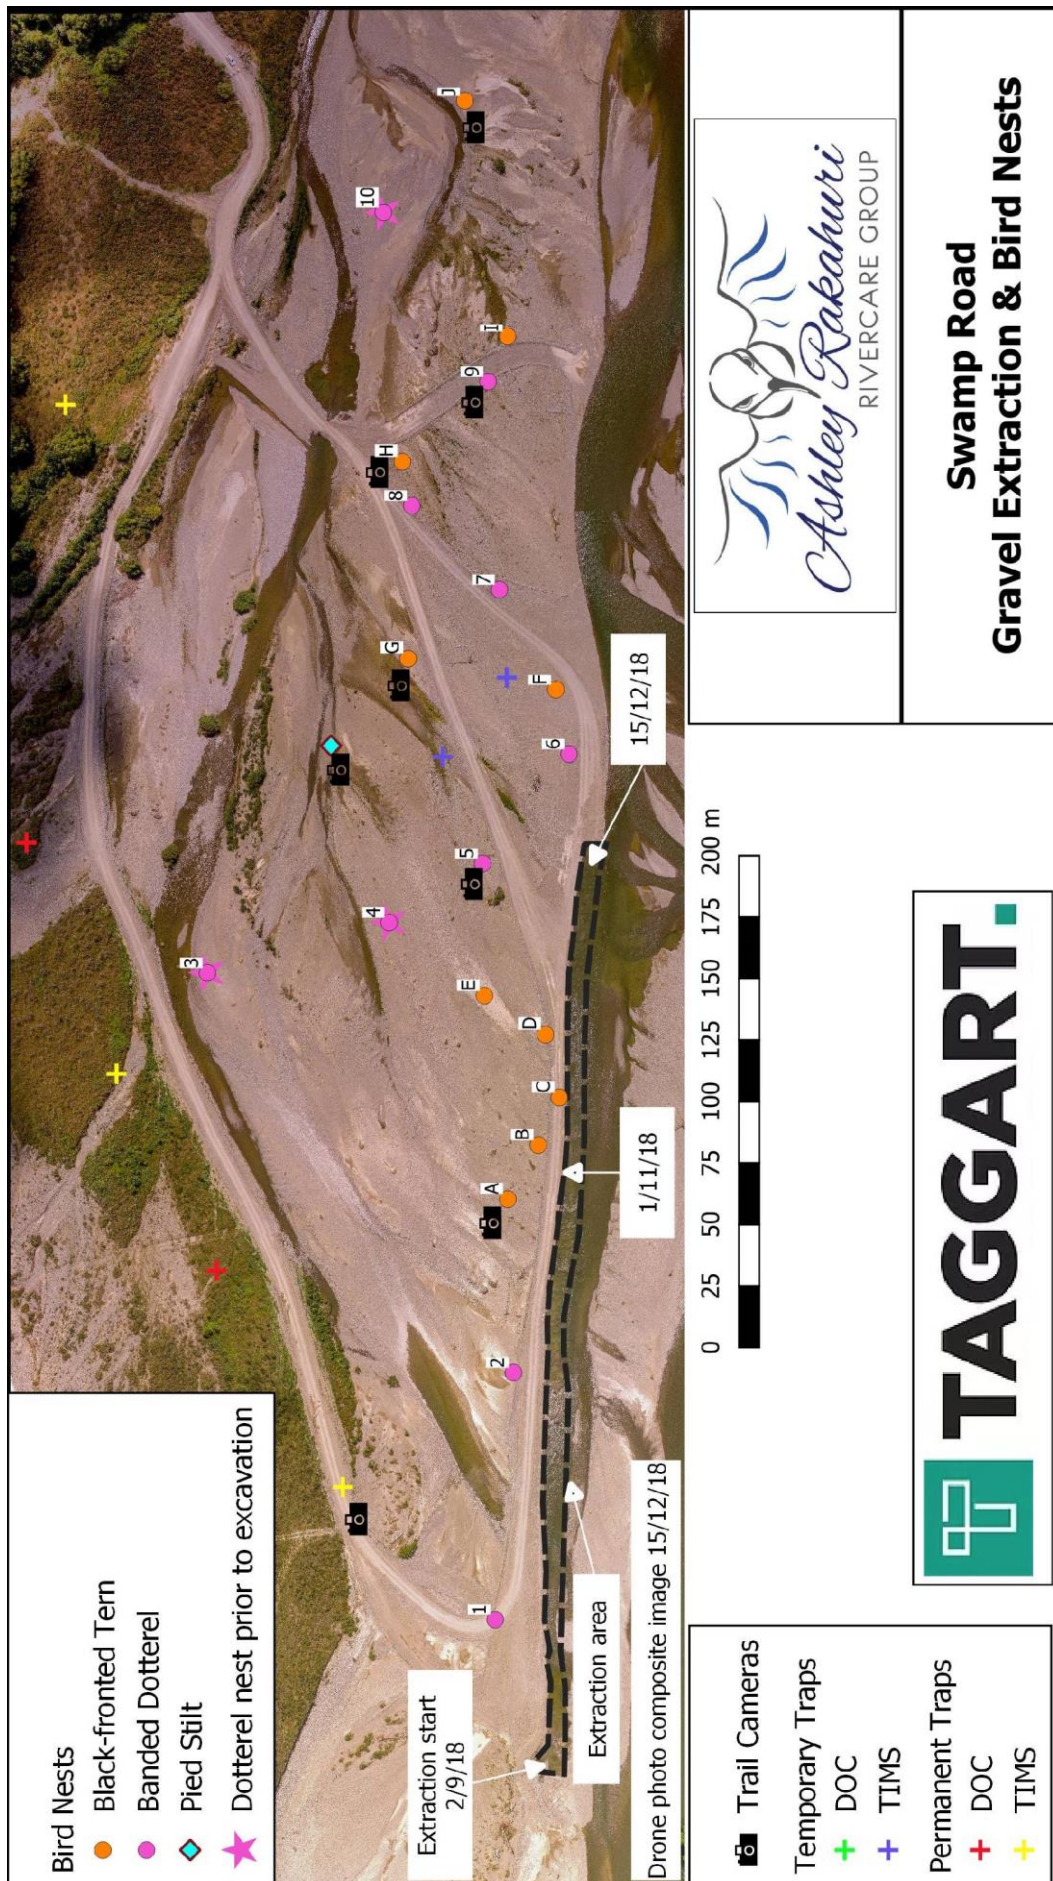 Bird Nests
Black-fronted Tern
Banded Dotterel
Pied Stilt
Dotterel nest prior to excavation
1
2
3
4
5
6
7
8
9
10
A
B
C
D
E
F
G
H
I
J
Extraction start
2/9/18
Extraction area
1/11/18
15/12/18
Drone photo composite image 15/12/18
Trail Cameras
Temporary Traps
DOC
TIMS
Permanent Traps
DOC
TIMS
TAGGART.
0 25 50 75 100 125 150 175 200 m
Ashley Rakahuri
RIVERCARE GROUP
Swamp Road
Gravel Extraction & Bird Nests